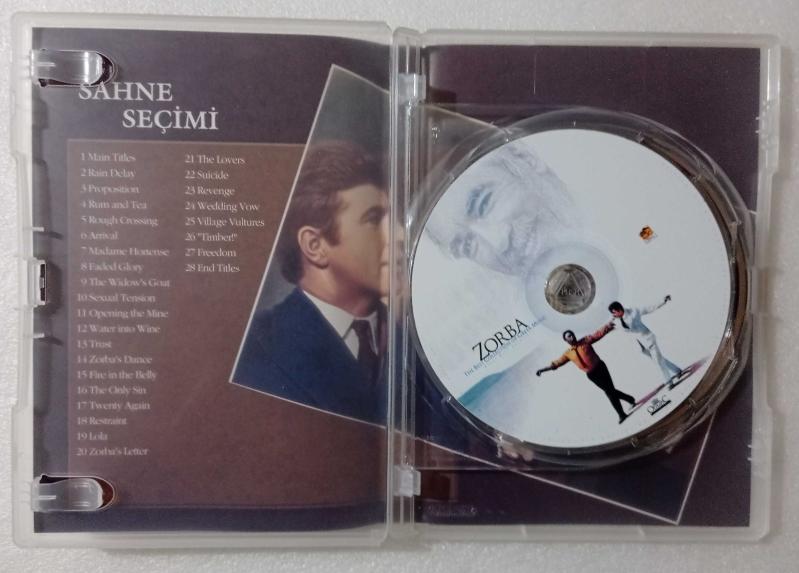 SAHNE
SEÇİMİ
1 Main Titles
2 Rain Delay
3 Proposition
4 Rum and Tea
5 Rough Crossing
6 Arrival
7 Madame Hortense
8 Faded Glory
9 The Widow's Goat
10 Sexual Tension
11 Opening the Mine
12 Water into Wine
13 Trust
14 Zorba's Dance
15 Fire in the Belly
16 The Only Sin
17 Twenty Again
18 Restraint
19 Lola
20 Zorba's Letter
21 The Lovers
22 Suicide
23 Revenge
24 Wedding Vow
25 Village Vultures
26 "Timber!"
27 Freedom
28 End Titles
ZORBA